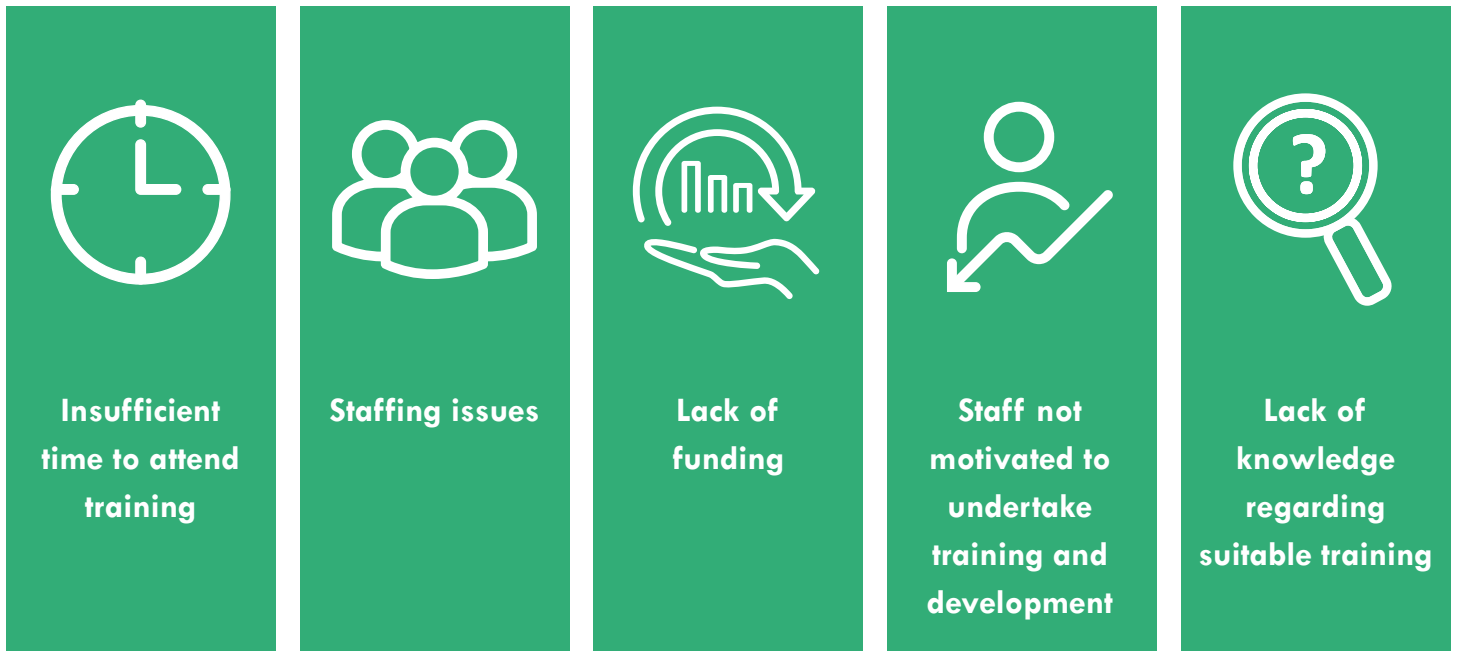 Insufficient
time to attend
training
Staffing issues
Lack of
funding
Staff not
motivated to
undertake
training and
development
?
Lack of
knowledge
regarding
suitable training